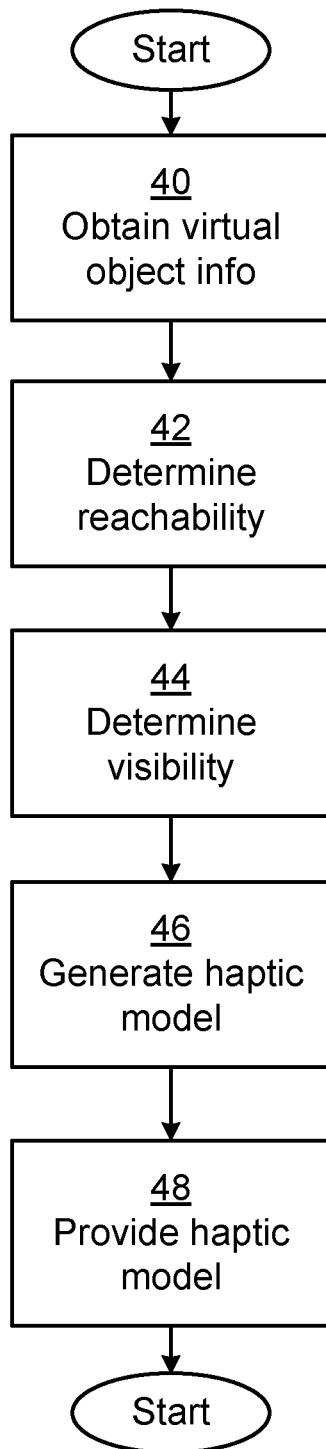 Start
40
Obtain virtual
object info
42
Determine
reachability
44
Determine
visibility
46
Generate haptic
model
48
Provide haptic
model
Start